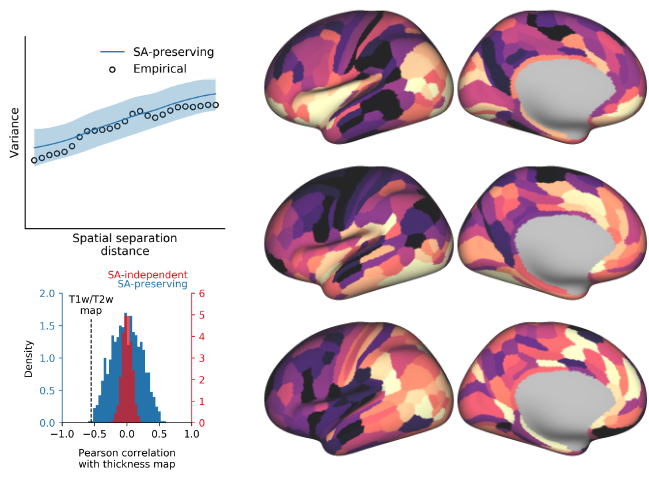 SA-preserving
Empirical
Variance
Spatial separation
distance
SA-independent
SA-preserving
T1w/T2w
map
2.0
1.5
1.0
0.5
0.0
Density
6
5
4
3
2
1
0
−1.0 −0.5 0.0 0.5 1.0
Pearson correlation
with thickness map